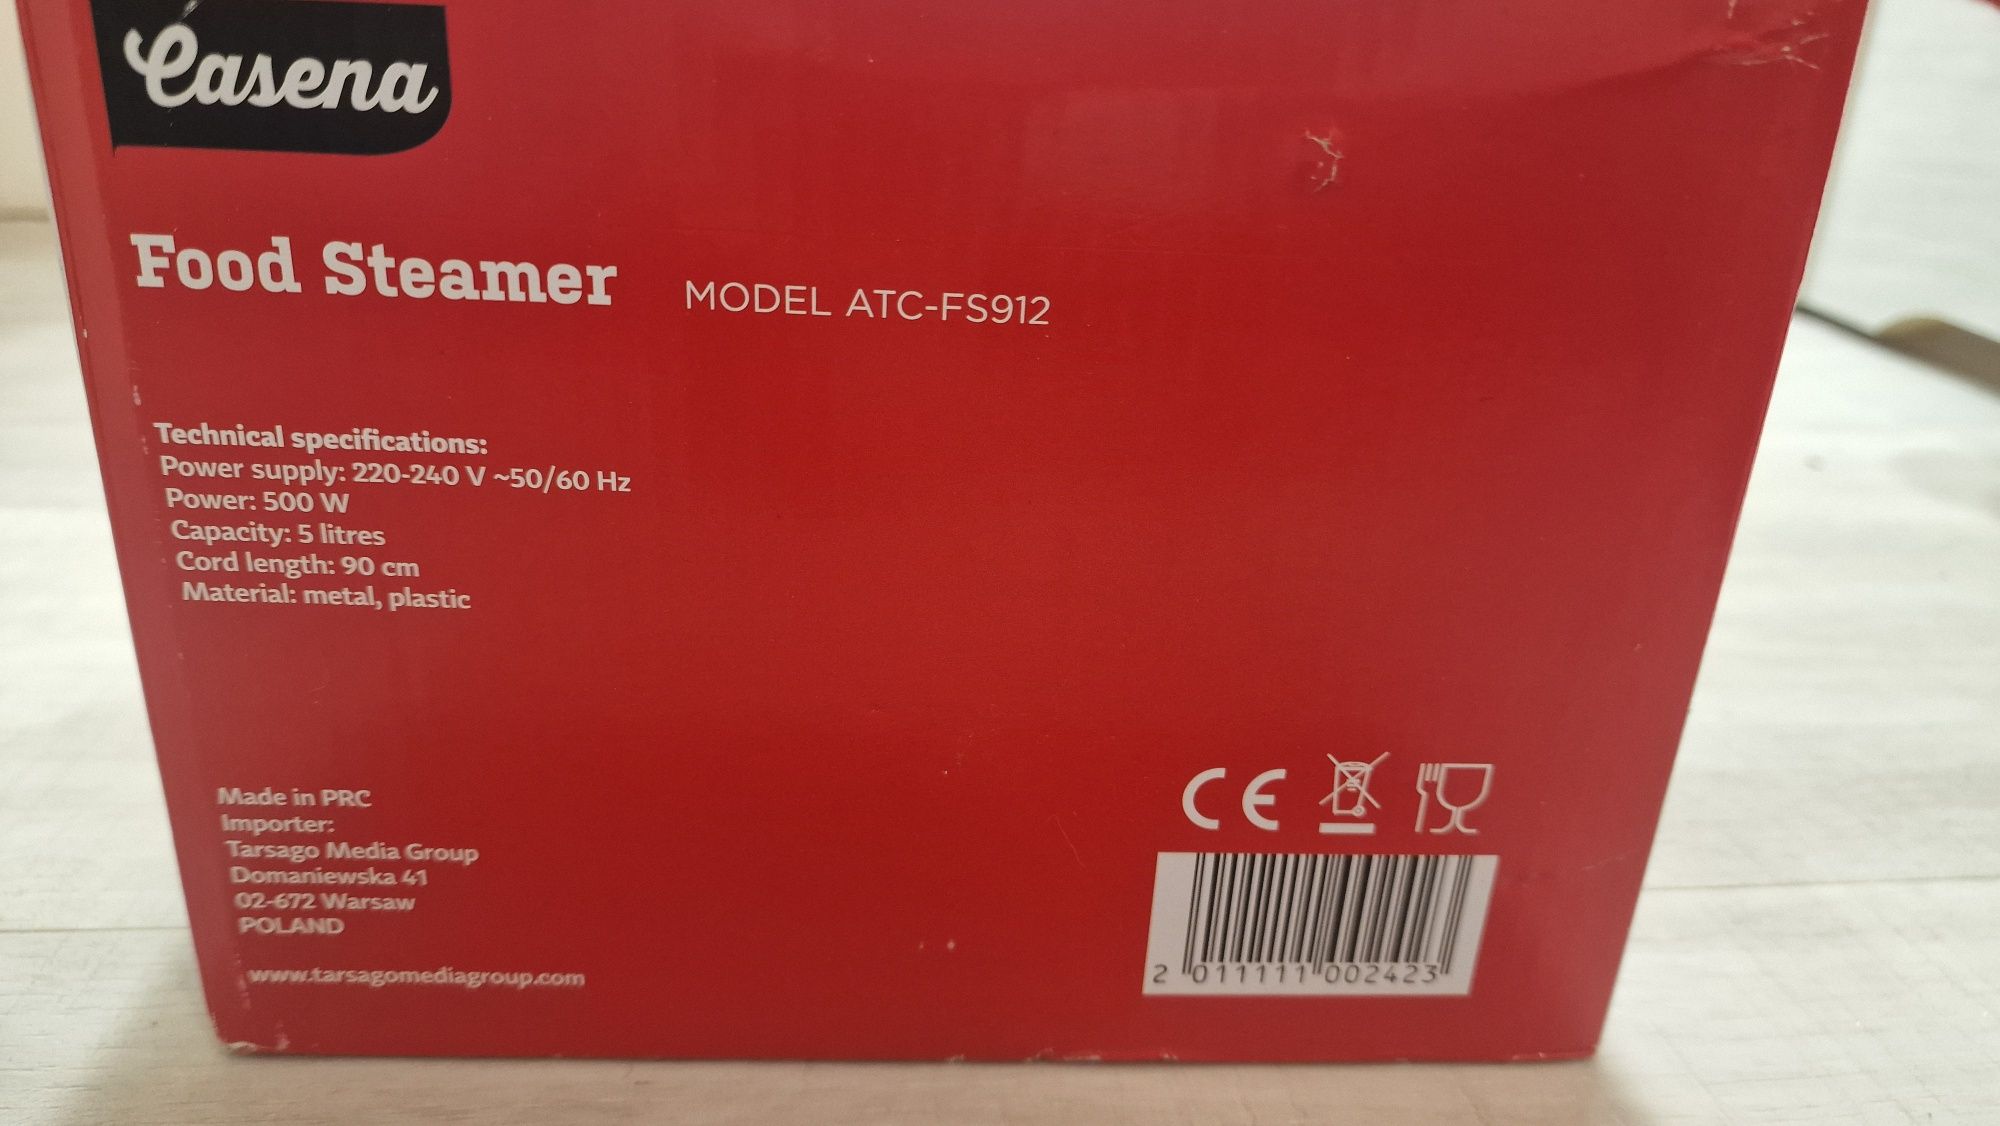 Casena
Food Steamer MODEL ATC-FS912
Technical specifications:
Power supply: 220-240 V ~50/60 Hz
Power: 500 W
Capacity: 5 litres
Cord length: 90 cm
Material: metal, plastic
Made in PRC
Importer:
Tarsago Media Group
Domaniewska 41
02-672 Warsaw
POLAND
www.tarsagomediagroup.com
CE
2 011111 002423